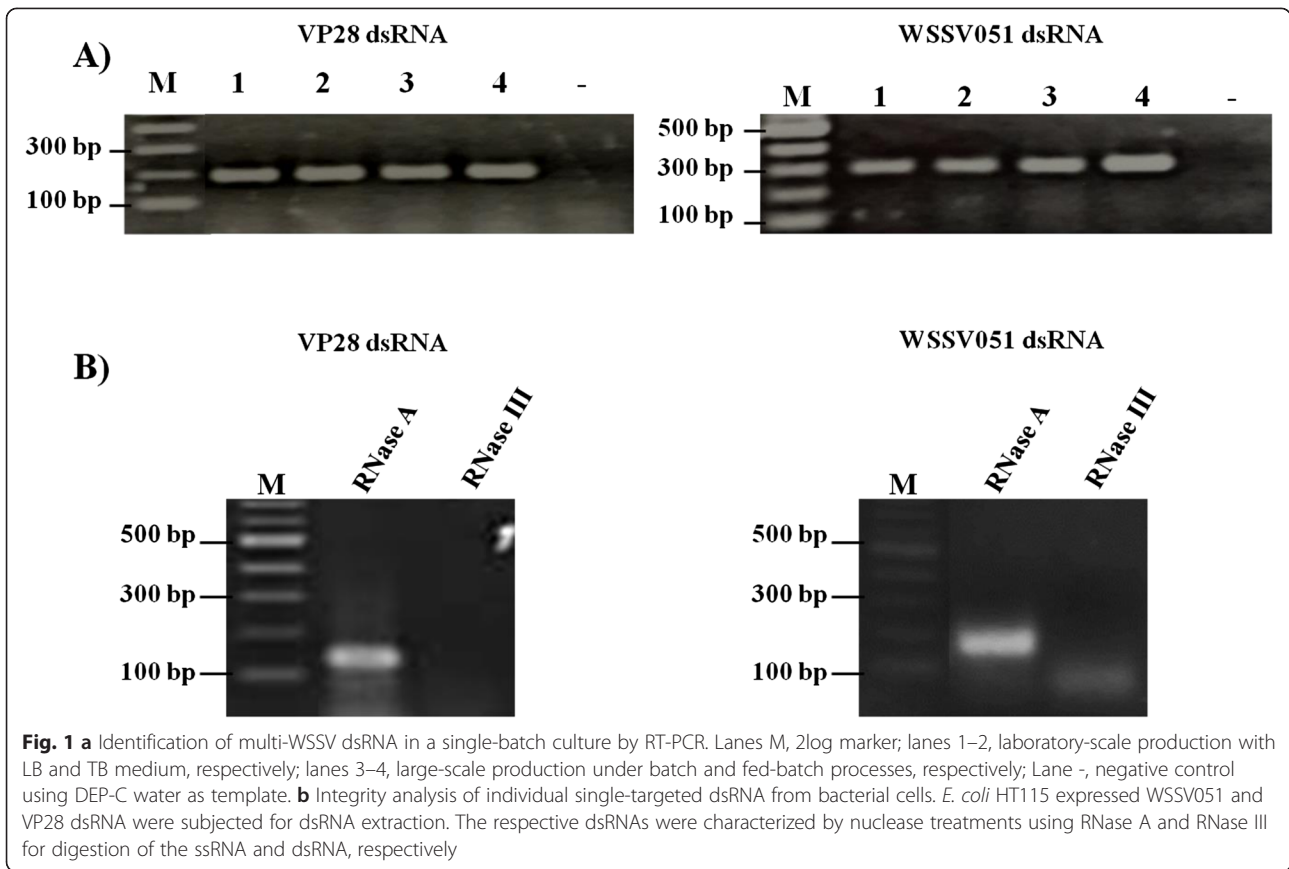 A)
VP28 dsRNA
M 1 2 3 4 -
300 bp
100 bp
WSSV051 dsRNA
M 1 2 3 4 -
500 bp
300 bp
100 bp
B)
VP28 dsRNA
M RNase A RNase III
500 bp
300 bp
100 bp
WSSV051 dsRNA
M RNase A RNase III
500 bp
300 bp
100 bp
Fig. 1 a Identification of multi-WSSV dsRNA in a single-batch culture by RT-PCR. Lanes M, 2log marker; lanes 1–2, laboratory-scale production with
LB and TB medium, respectively; lanes 3–4, large-scale production under batch and fed-batch processes, respectively; Lane -, negative control
using DEP-C water as template. b Integrity analysis of individual single-targeted dsRNA from bacterial cells. E. coli HT115 expressed WSSV051 and
VP28 dsRNA were subjected for dsRNA extraction. The respective dsRNAs were characterized by nuclease treatments using RNase A and RNase III
for digestion of the ssRNA and dsRNA, respectively